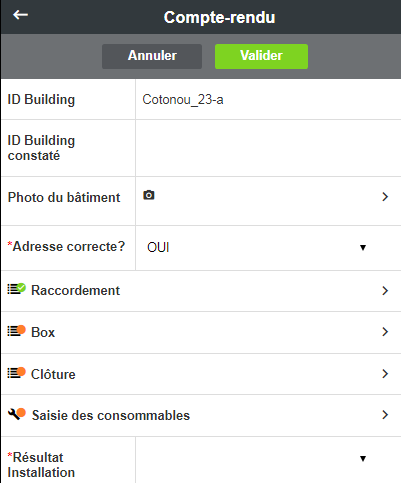 Compte-rendu
Annuler
Valider
ID Building
Cotonou_23-a
ID Building
constaté
Photo du bâtiment
*Adresse correcte?
OUI
Raccordement
Box
Clôture
Saisie des consommables
*Résultat
Installation